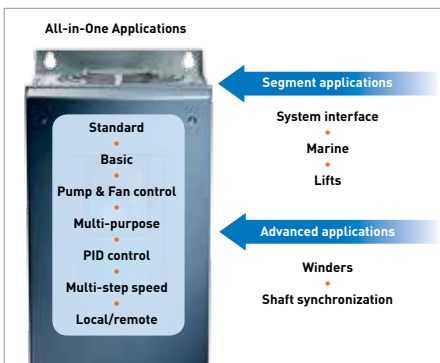 All-in-One Applications
Standard
Basic
Pump & Fan control
Multi-purpose
PID control
Multi-step speed
Local/remote
Segment applications
System interface
Marine
Lifts
Advanced applications
Winders
Shaft synchronization